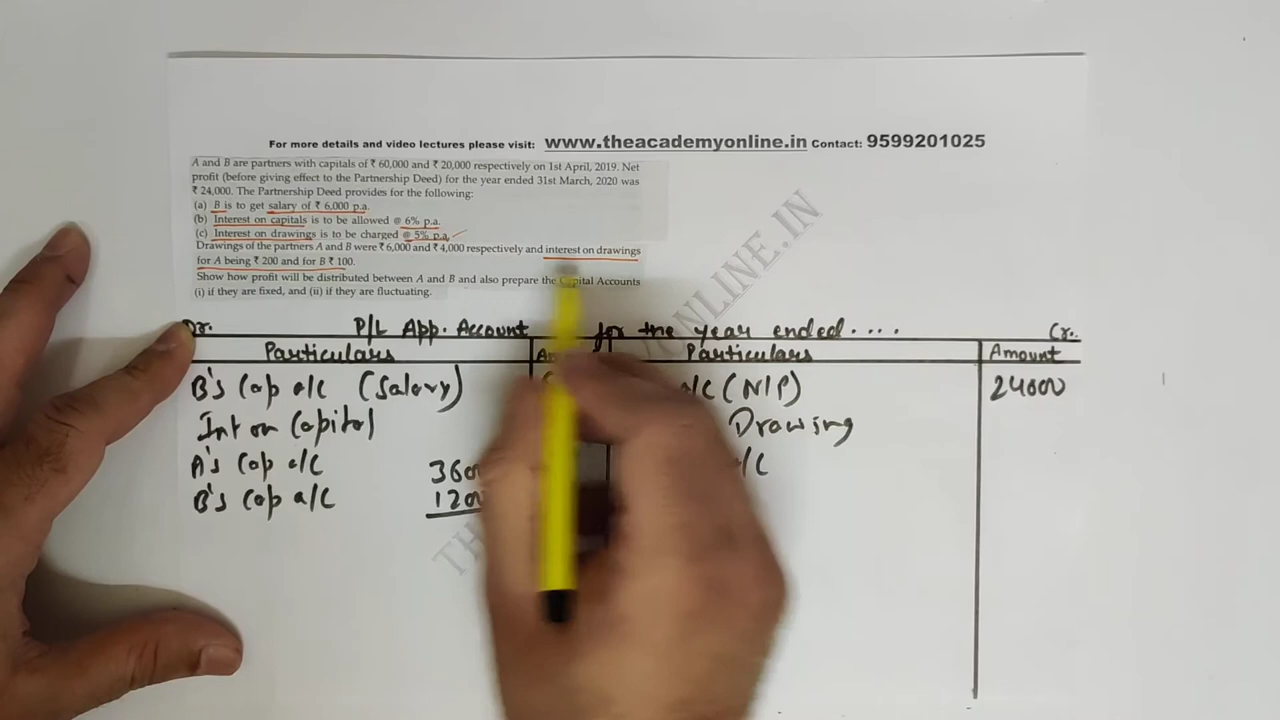 For more details and video lectures please visit: www.theacademyonline.in Contact: 9599201025
A and B are partners with capitals of ₹ 60,000 and ₹ 20,000 respectively on 1st April, 2019. Net
profit (before giving effect to the Partnership Deed) for the year ended 31st March, 2020 was
₹ 24,000. The Partnership Deed provides for the following:
(a) B is to get salary of ₹ 6,000 p.a.
(b) Interest on capitals is to be allowed @ 6% p.a.
(c) Interest on drawings is to be charged @ 5% p.a.
Drawings of the partners A and B were ₹ 6,000 and ₹ 4,000 respectively and interest on drawings
for A being ₹ 200 and for B ₹ 100.
Show how profit will be distributed between A and B and also prepare the Capital Accounts
(i) if they are fixed, and (ii) if they are fluctuating.
Dr. P/L App. Account for the year ended.... Cr.
Particulars Particulars Amount
B's Cap a/c (Salary) a/c (N/P) 24000
Int on Capital Drawing
A's Cap a/c 360 /c
B's Cap a/c 120
THE ONLINE.IN